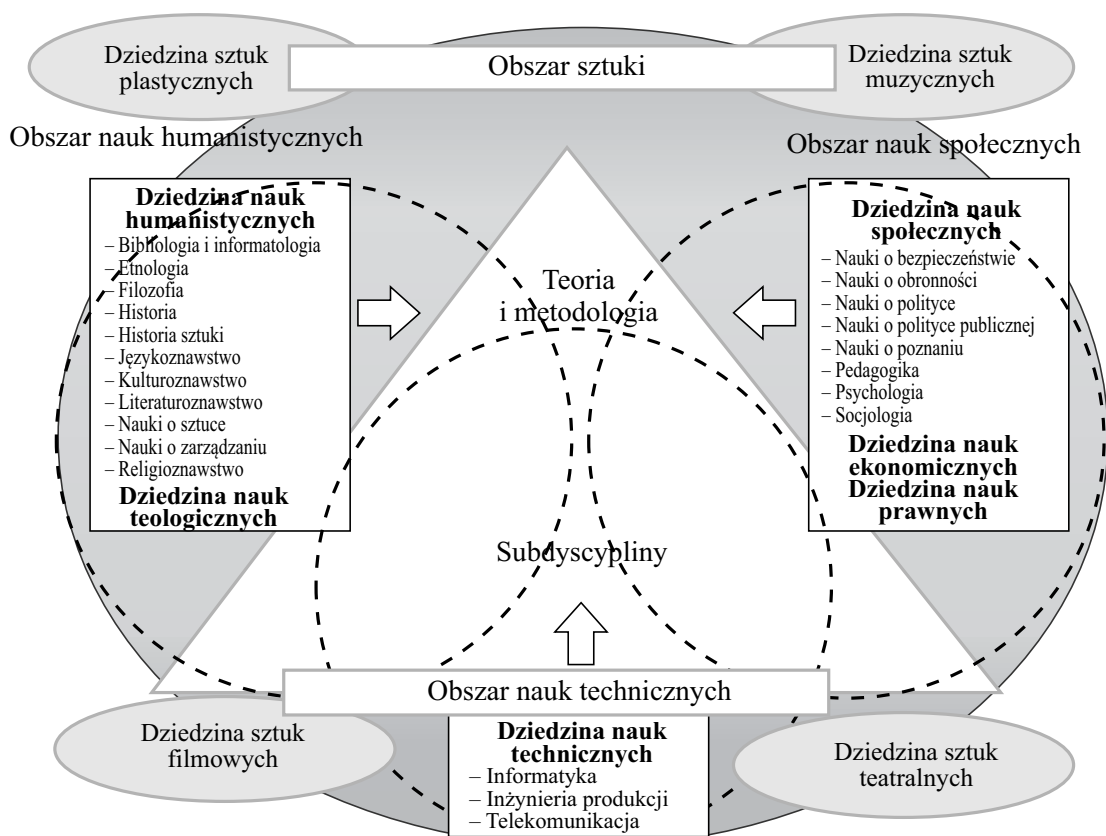 Dziedzina sztuk
plastycznych
Obszar sztuki
Dziedzina sztuk
muzycznych
Obszar nauk humanistycznych
Obszar nauk społecznych
Dziedzina nauk
humanistycznych
– Bibliologia i informatologia
– Etnologia
– Filozofia
– Historia
– Historia sztuki
– Językoznawstwo
– Kulturoznawstwo
– Literaturoznawstwo
– Nauki o sztuce
– Nauki o zarządzaniu
– Religioznawstwo
Dziedzina nauk
teologicznych
Teoria
i metodologia
Dziedzina nauk
społecznych
– Nauki o bezpieczeństwie
– Nauki o obronności
– Nauki o polityce
– Nauki o polityce publicznej
– Nauki o poznaniu
– Pedagogika
– Psychologia
– Socjologia
Dziedzina nauk
ekonomicznych
Dziedzina nauk
prawnych
Subdyscypliny
Obszar nauk technicznych
Dziedzina sztuk
filmowych
Dziedzina nauk
technicznych
– Informatyka
– Inżynieria produkcji
– Telekomunikacja
Dziedzina sztuk
teatralnych